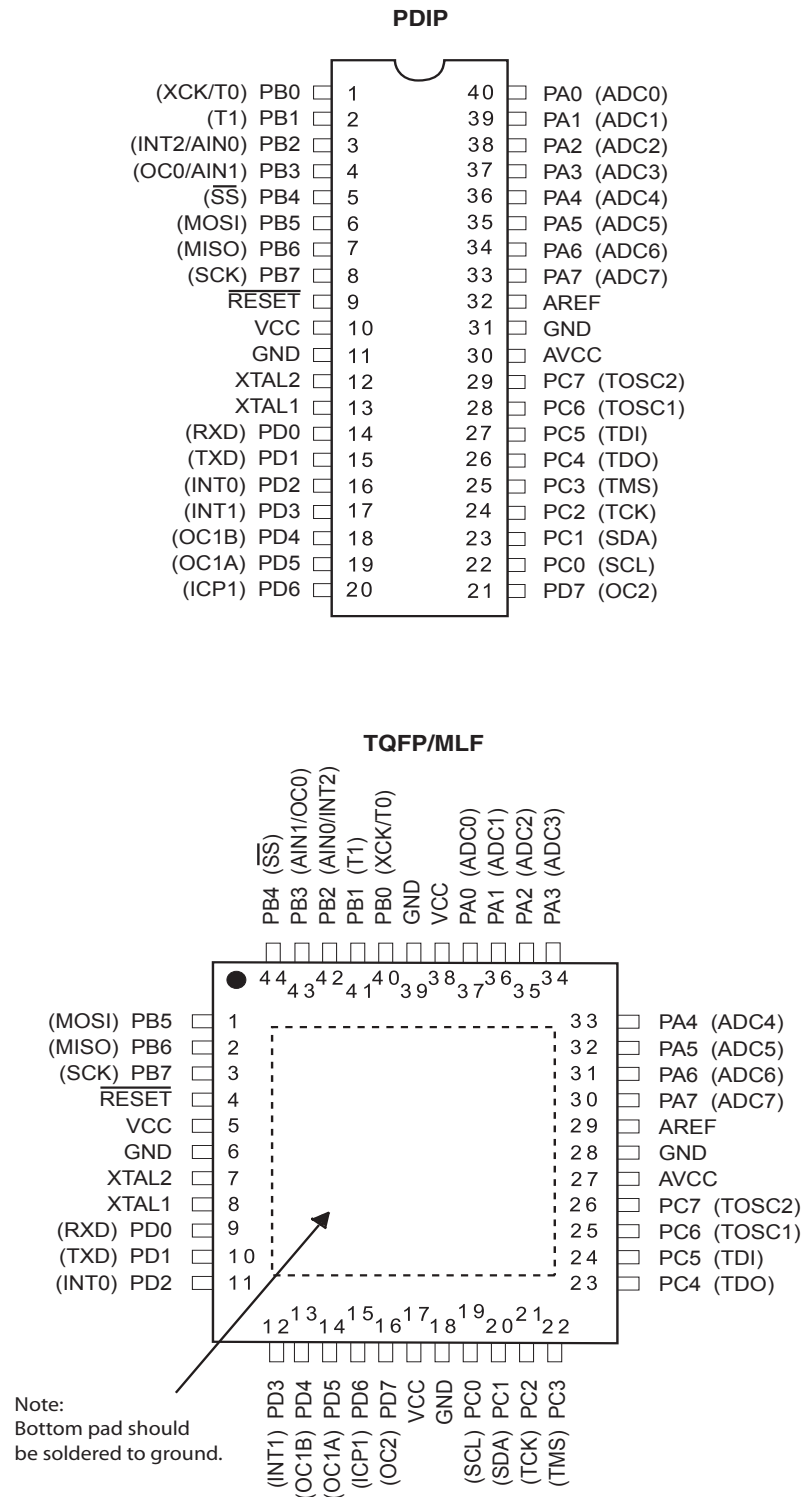 PDIP
(XCK/T0) PB0 1 40 PA0 (ADC0)
(T1) PB1 2 39 PA1 (ADC1)
(INT2/AIN0) PB2 3 38 PA2 (ADC2)
(OC0/AIN1) PB3 4 37 PA3 (ADC3)
(SS) PB4 5 36 PA4 (ADC4)
(MOSI) PB5 6 35 PA5 (ADC5)
(MISO) PB6 7 34 PA6 (ADC6)
(SCK) PB7 8 33 PA7 (ADC7)
RESET 9 32 AREF
VCC 10 31 GND
GND 11 30 AVCC
XTAL2 12 29 PC7 (TOSC2)
XTAL1 13 28 PC6 (TOSC1)
(RXD) PD0 14 27 PC5 (TDI)
(TXD) PD1 15 26 PC4 (TDO)
(INT0) PD2 16 25 PC3 (TMS)
(INT1) PD3 17 24 PC2 (TCK)
(OC1B) PD4 18 23 PC1 (SDA)
(OC1A) PD5 19 22 PC0 (SCL)
(ICP1) PD6 20 21 PD7 (OC2)
TQFP/MLF
PB4 (SS)
PB3 (AIN1/OC0)
PB2 (AIN0/INT2)
PB1 (T1)
PB0 (XCK/T0)
GND
VCC
PA0 (ADC0)
PA1 (ADC1)
PA2 (ADC2)
PA3 (ADC3)
44 43 42 41 40 39 38 37 36 35 34
(MOSI) PB5 1 33 PA4 (ADC4)
(MISO) PB6 2 32 PA5 (ADC5)
(SCK) PB7 3 31 PA6 (ADC6)
RESET 4 30 PA7 (ADC7)
VCC 5 29 AREF
GND 6 28 GND
XTAL2 7 27 AVCC
XTAL1 8 26 PC7 (TOSC2)
(RXD) PD0 9 25 PC6 (TOSC1)
(TXD) PD1 10 24 PC5 (TDI)
(INT0) PD2 11 23 PC4 (TDO)
12 13 14 15 16 17 18 19 20 21 22
(INT1) PD3
(OC1B) PD4
(OC1A) PD5
(ICP1) PD6
(OC2) PD7
VCC
GND
(SCL) PC0
(SDA) PC1
(TCK) PC2
(TMS) PC3
Note:
Bottom pad should
be soldered to ground.